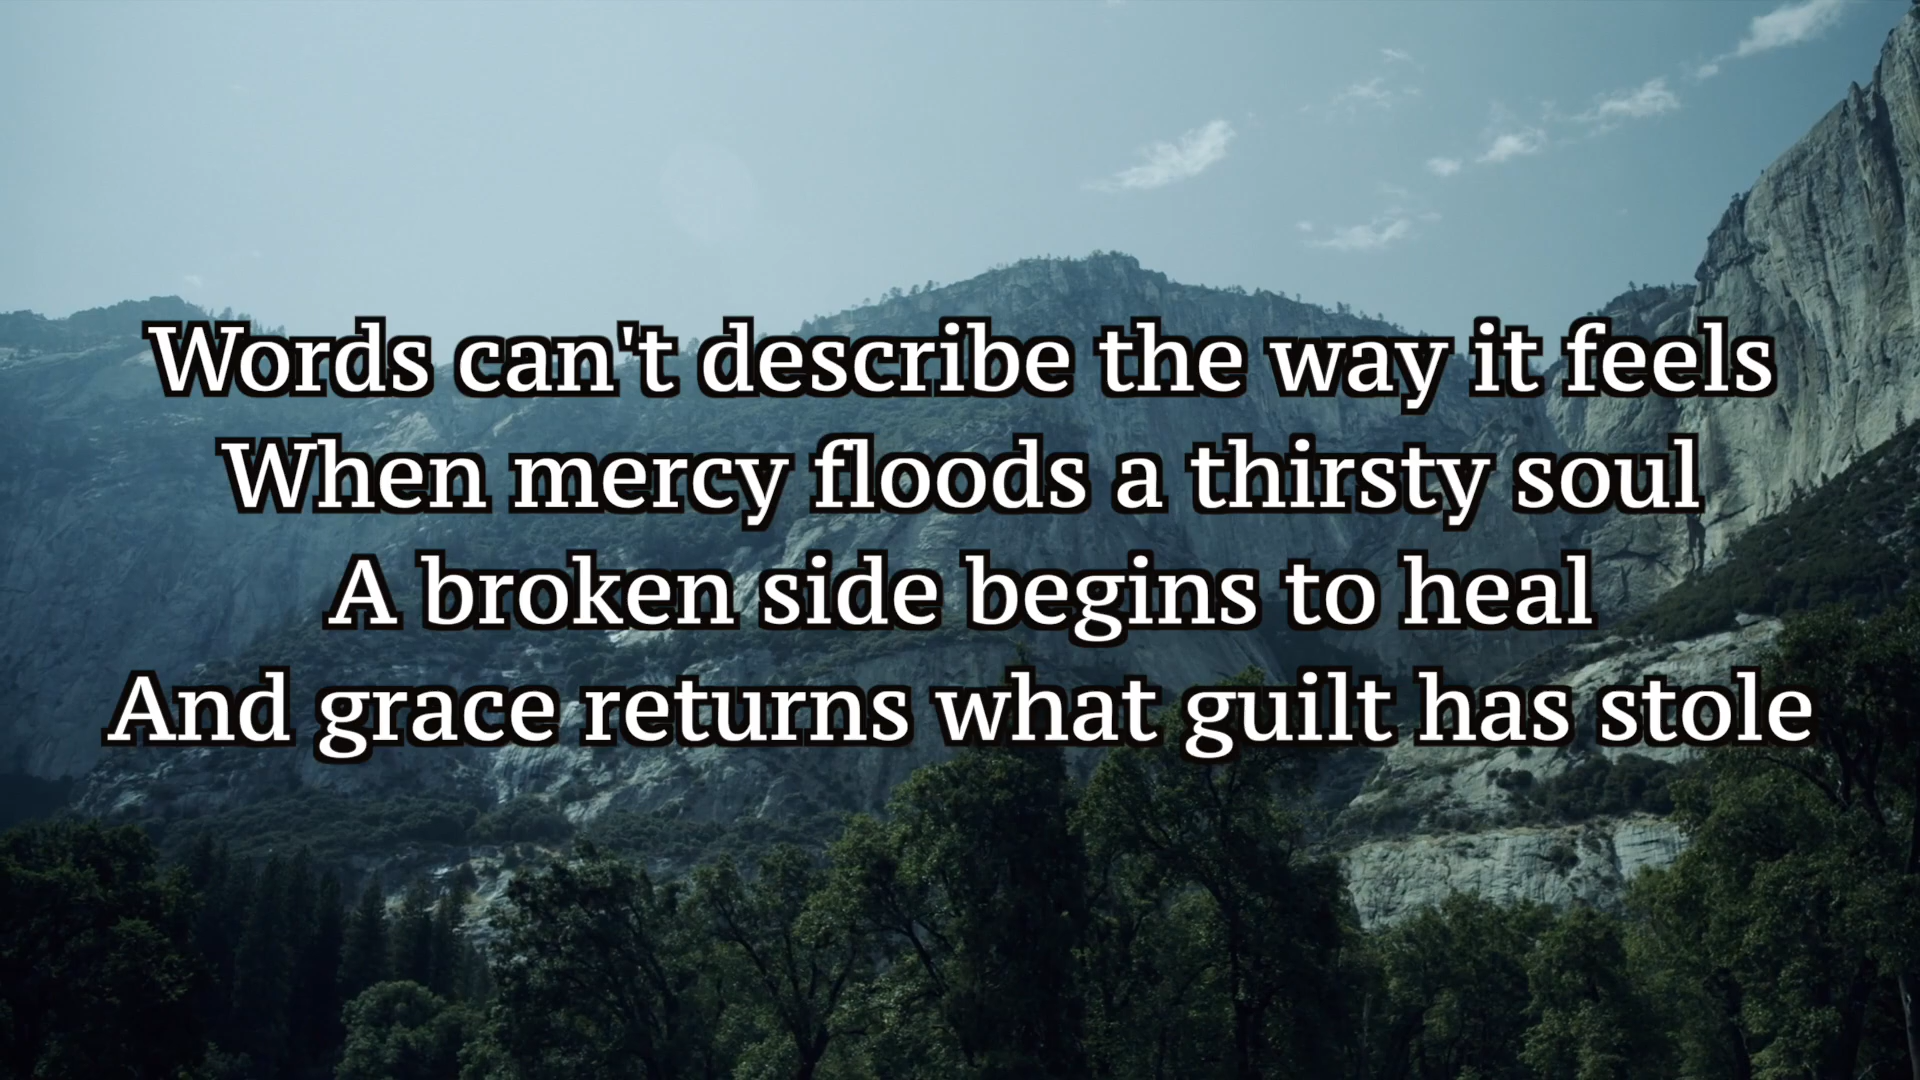 Words can't describe the way it feels
When mercy floods a thirsty soul
A broken side begins to heal
And grace returns what guilt has stole